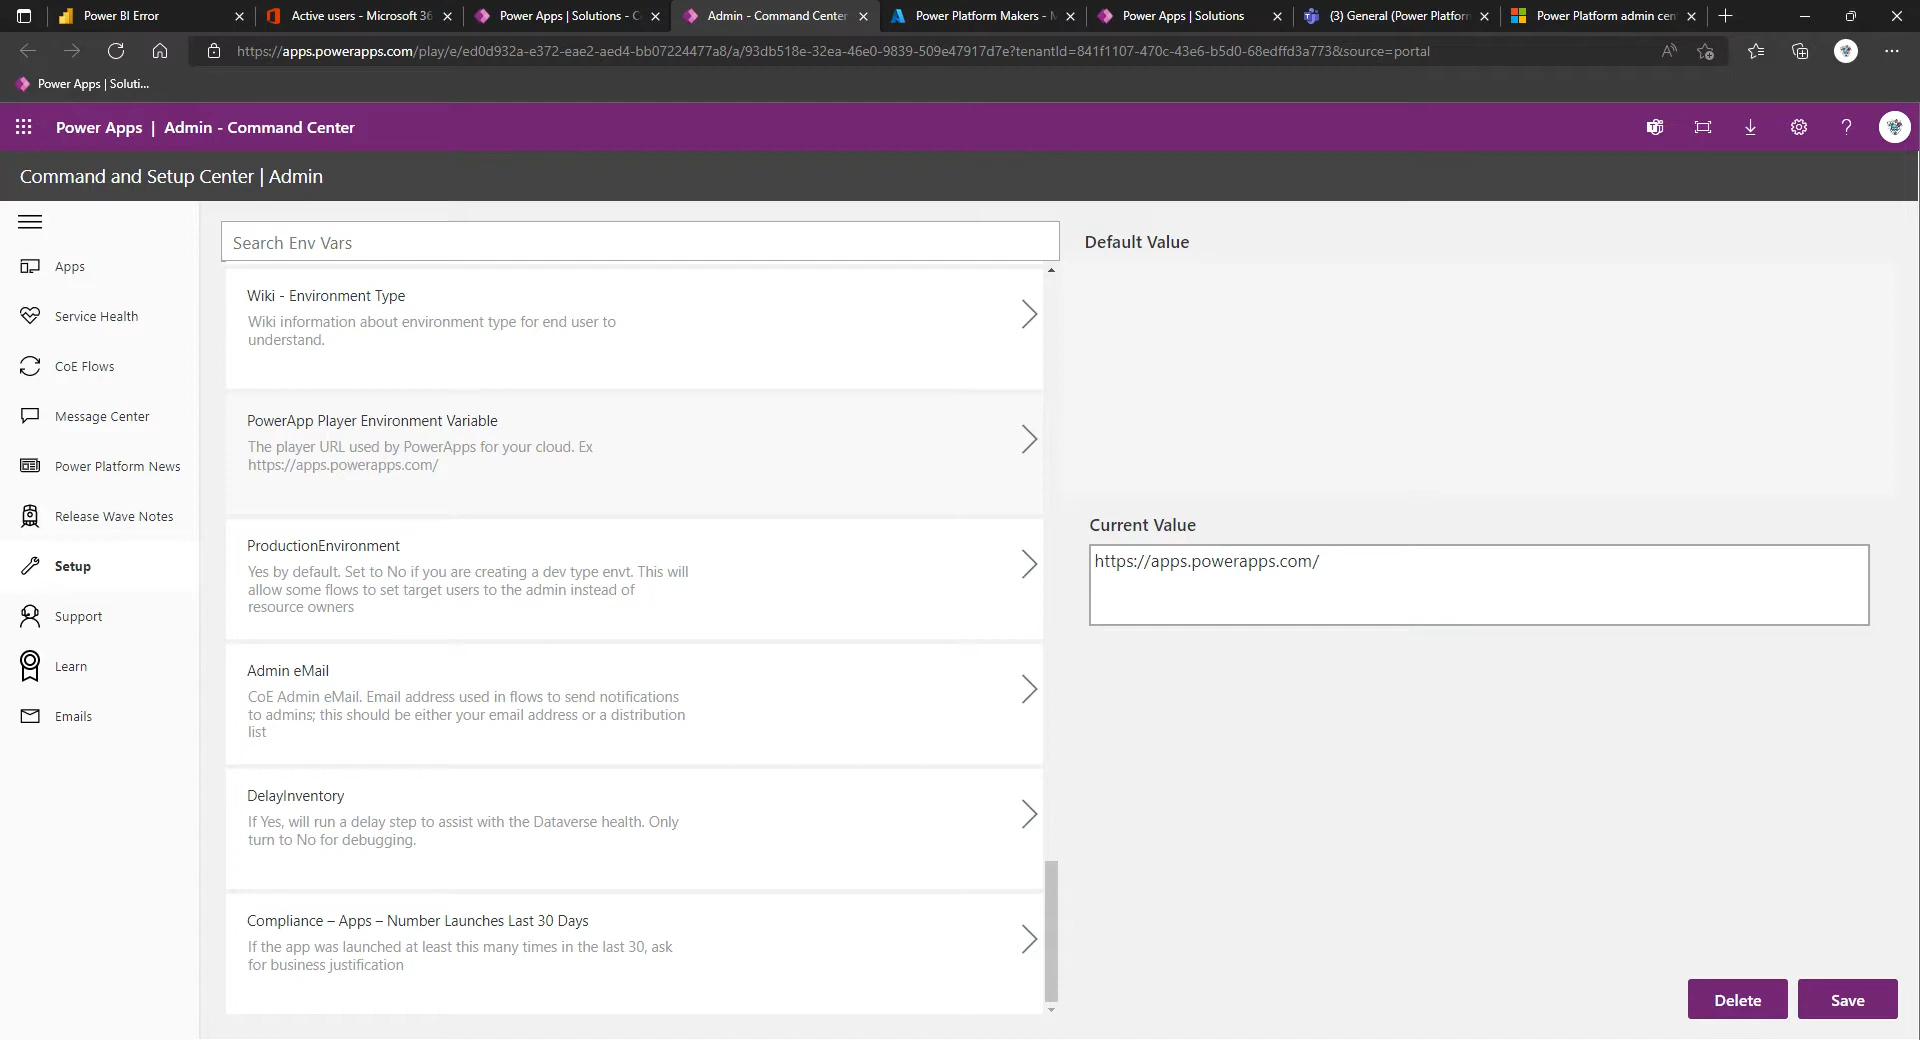 Power BI Error
Active users - Microsoft 36
Power Apps | Solutions - C
Admin - Command Center
Power Platform Makers - M
Power Apps | Solutions
(3) General (Power Platform
Power Platform admin cen
https://apps.powerapps.com/play/e/ed0d932a-e372-eae2-aed4-bb07224477a8/a/93db518e-32ea-46e0-9839-509e47917d7e?tenantId=841f1107-470c-43e6-b5d0-68edffd3a773&source=portal
Power Apps | Soluti...
Power Apps | Admin - Command Center
Command and Setup Center | Admin
Apps
Service Health
CoE Flows
Message Center
Power Platform News
Release Wave Notes
Setup
Support
Learn
Emails
Search Env Vars
Wiki - Environment Type
Wiki information about environment type for end user to
understand.
PowerApp Player Environment Variable
The player URL used by PowerApps for your cloud. Ex
https://apps.powerapps.com/
ProductionEnvironment
Yes by default. Set to No if you are creating a dev type envt. This will
allow some flows to set target users to the admin instead of
resource owners
Admin eMail
CoE Admin eMail. Email address used in flows to send notifications
to admins; this should be either your email address or a distribution
list
DelayInventory
If Yes, will run a delay step to assist with the Dataverse health. Only
turn to No for debugging.
Compliance – Apps – Number Launches Last 30 Days
If the app was launched at least this many times in the last 30, ask
for business justification
Default Value
Current Value
https://apps.powerapps.com/
Delete
Save